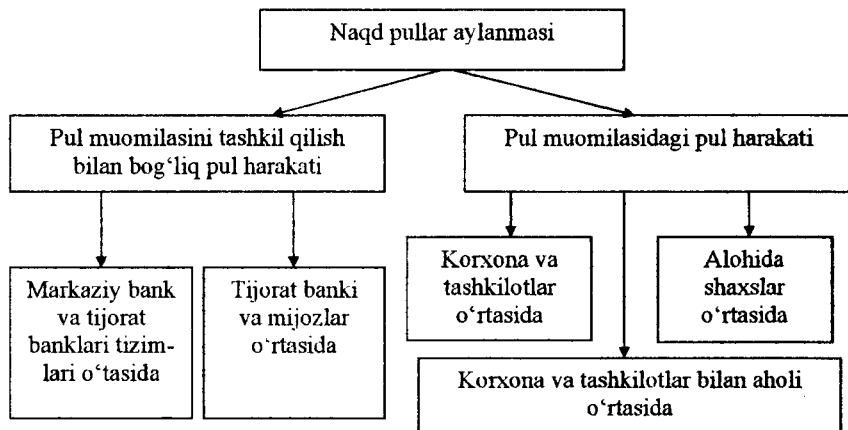 Naqd pullar aylanmasi
Pul muomilasini tashkil qilish
bilan bog‘liq pul harakati
Pul muomilasidagi pul harakati
Markaziy bank
va tijorat
banklari tizim-
lari o‘tasida
Tijorat banki
va mijozlar
o‘rtasida
Korxona va
tashkilotlar
o‘rtasida
Alohida
shaxslar
o‘rtasida
Korxona va tashkilotlar bilan aholi
o‘rtasida